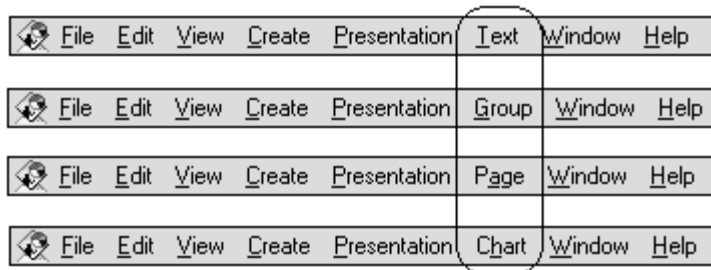 File Edit View Create Presentation Text Window Help
File Edit View Create Presentation Group Window Help
File Edit View Create Presentation Page Window Help
File Edit View Create Presentation Chart Window Help